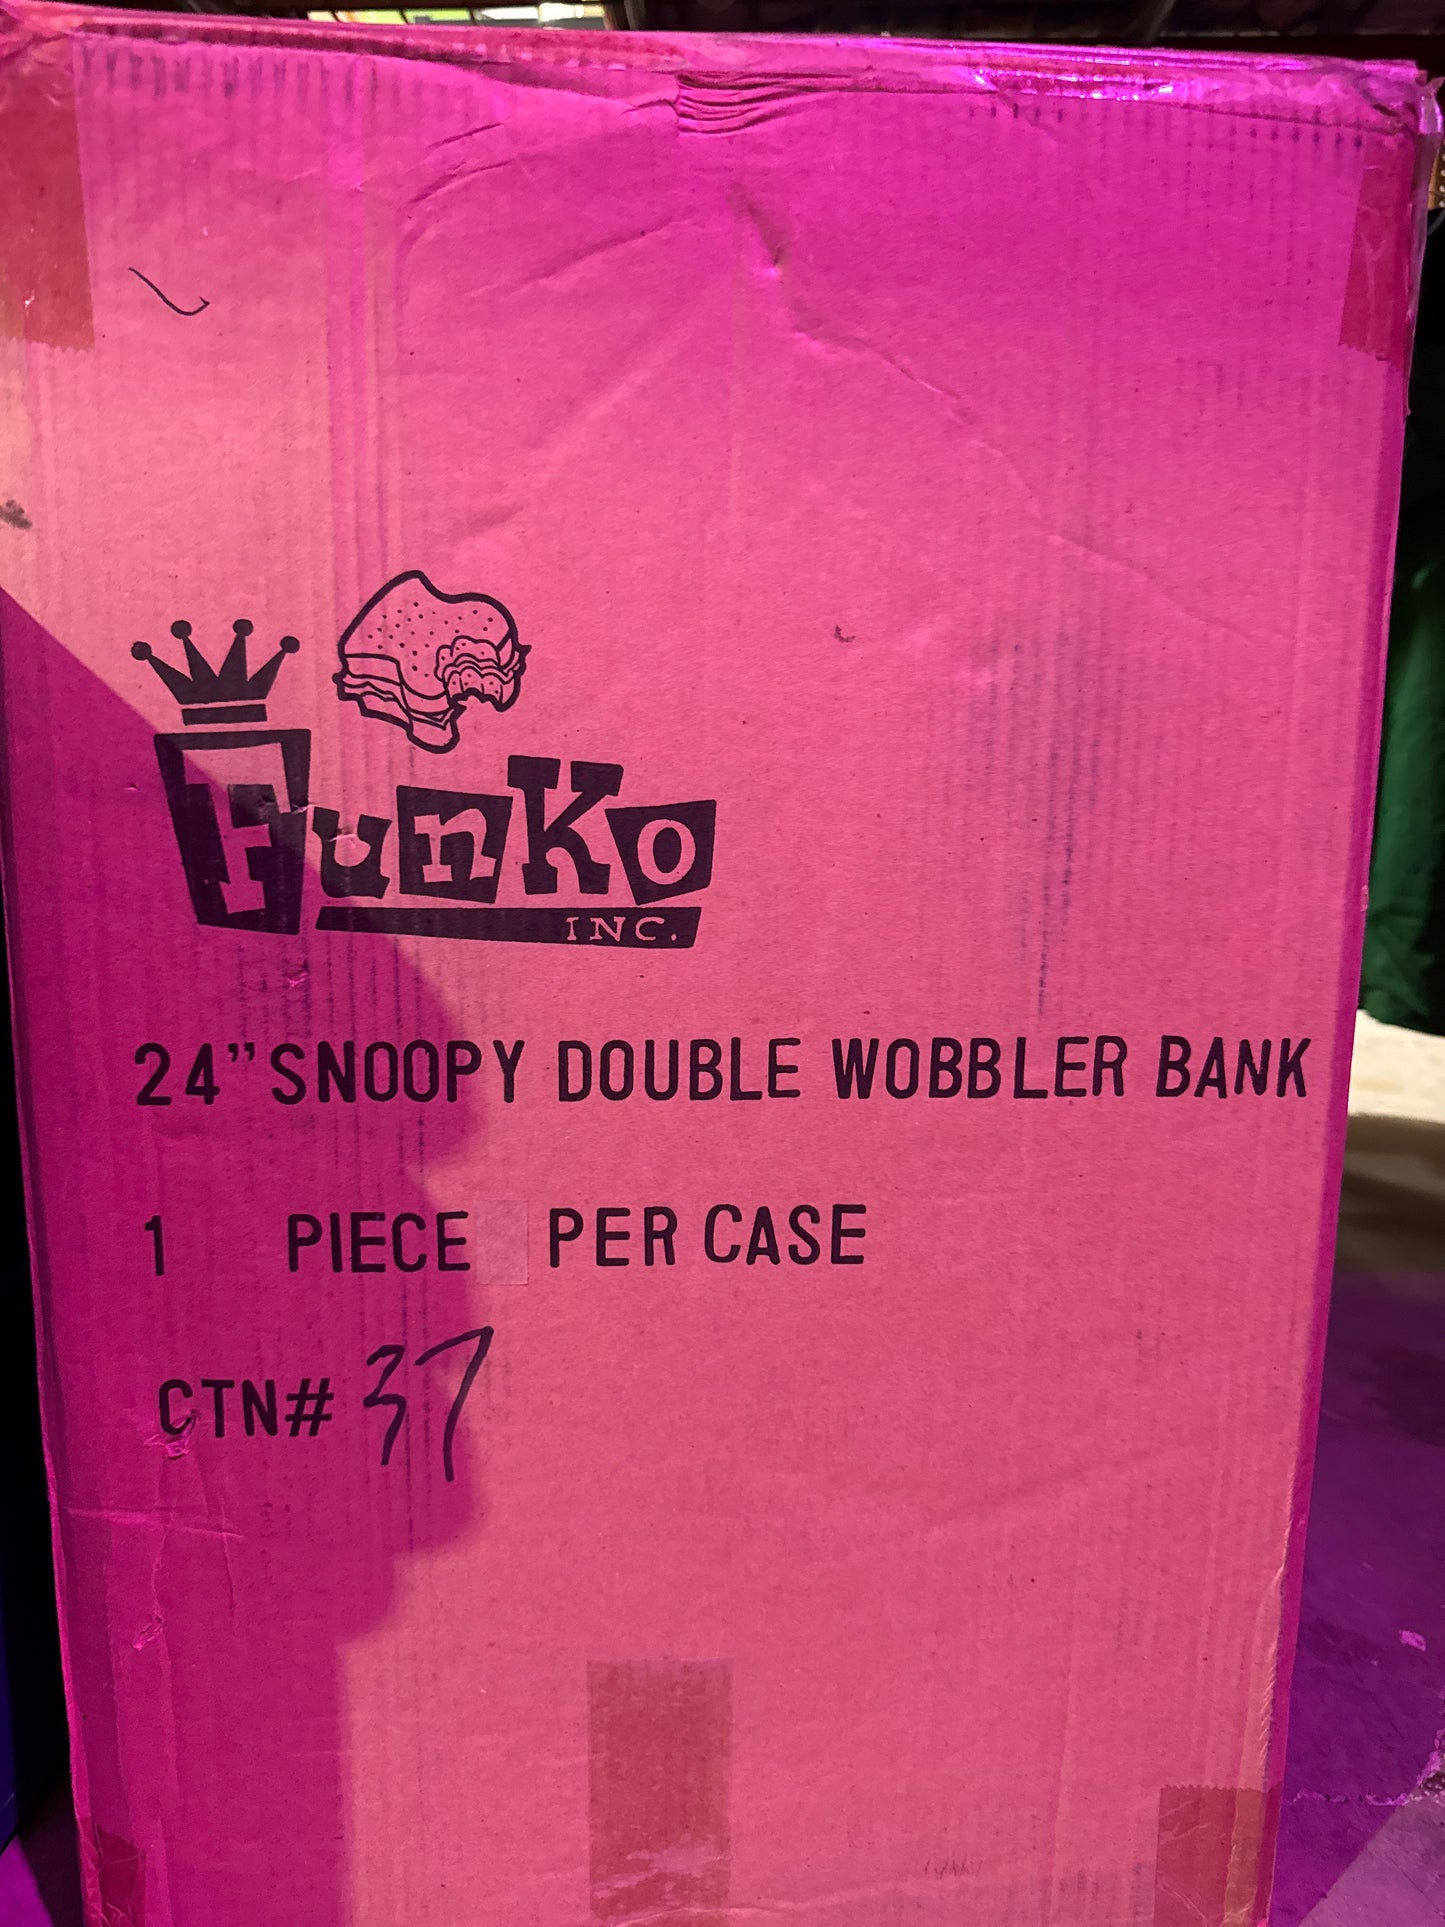 Funko
INC.
24” SNOOPY DOUBLE WOBBLER BANK
1 PIECE PER CASE
CTN# 37